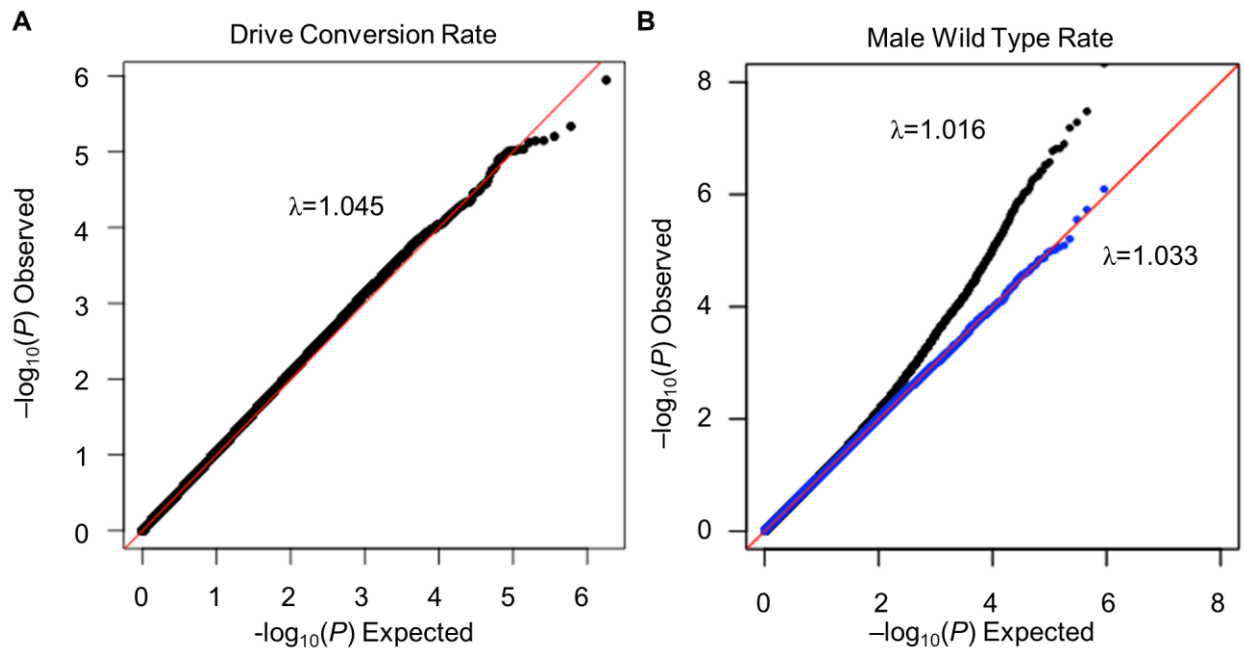 A
Drive Conversion Rate
6
5
4
3
2
1
0
λ=1.045
–log10(P) Observed
0 1 2 3 4 5 6
-log10(P) Expected
B
Male Wild Type Rate
8
6
4
2
0
λ=1.016
λ=1.033
–log10(P) Observed
0 2 4 6 8
–log10(P) Expected